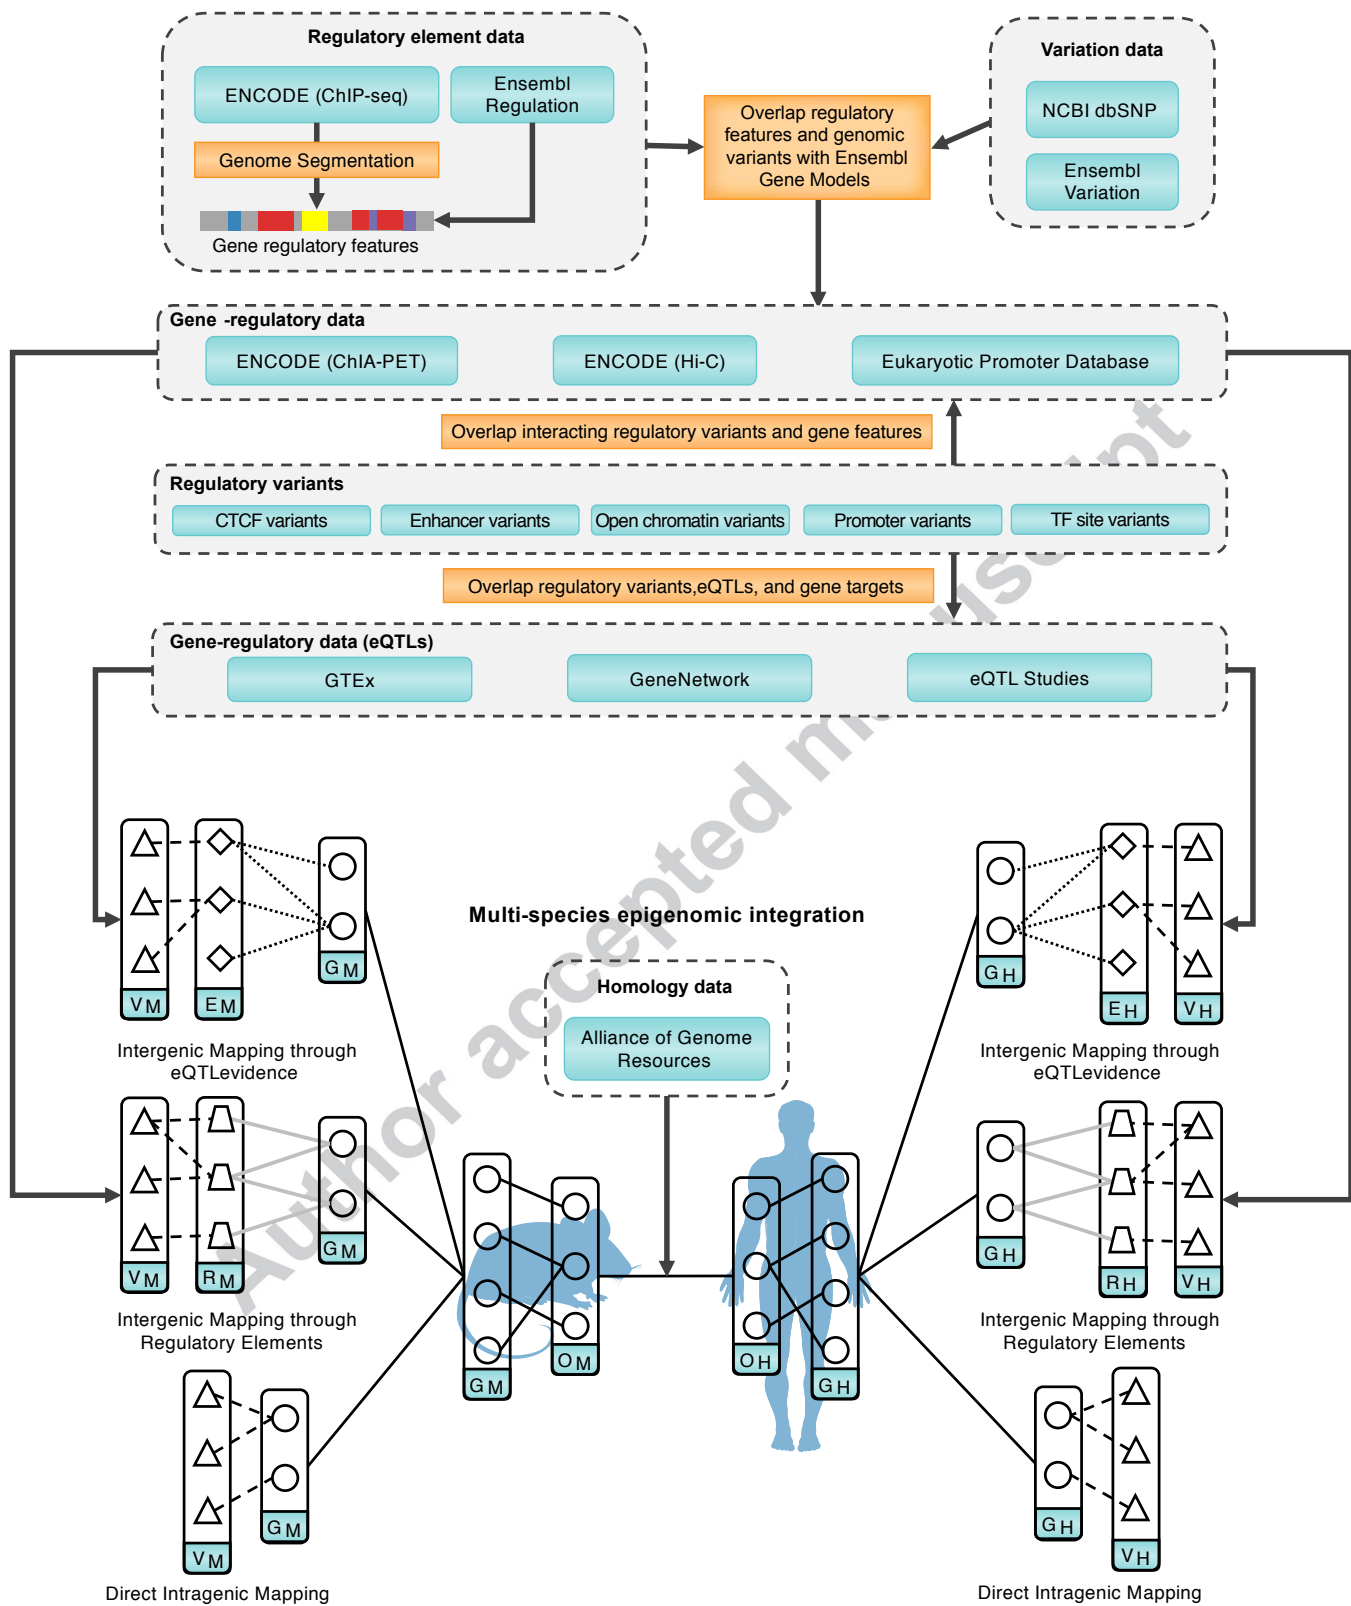 Regulatory element data
ENCODE (ChIP-seq)
Ensembl
Regulation
Genome Segmentation
Gene regulatory features
Overlap regulatory
features and genomic
variants with Ensembl
Gene Models
Variation data
NCBI dbSNP
Ensembl
Variation
Gene -regulatory data
ENCODE (ChIA-PET)
ENCODE (Hi-C)
Eukaryotic Promoter Database
Overlap interacting regulatory variants and gene features
Regulatory variants
CTCF variants
Enhancer variants
Open chromatin variants
Promoter variants
TF site variants
Overlap regulatory variants,eQTLs, and gene targets
Gene-regulatory data (eQTLs)
GTEx
GeneNetwork
eQTL Studies
Author accepted manuscript
VM
EM
GM
Intergenic Mapping through
eQTLevidence
GH
EH
VH
Intergenic Mapping through
eQTLevidence
Multi-species epigenomic integration
Homology data
Alliance of Genome
Resources
VM
RM
GM
Intergenic Mapping through
Regulatory Elements
GM
OM
OH
GH
GH
RH
VH
Intergenic Mapping through
Regulatory Elements
VM
GM
Direct Intragenic Mapping
GH
VH
Direct Intragenic Mapping